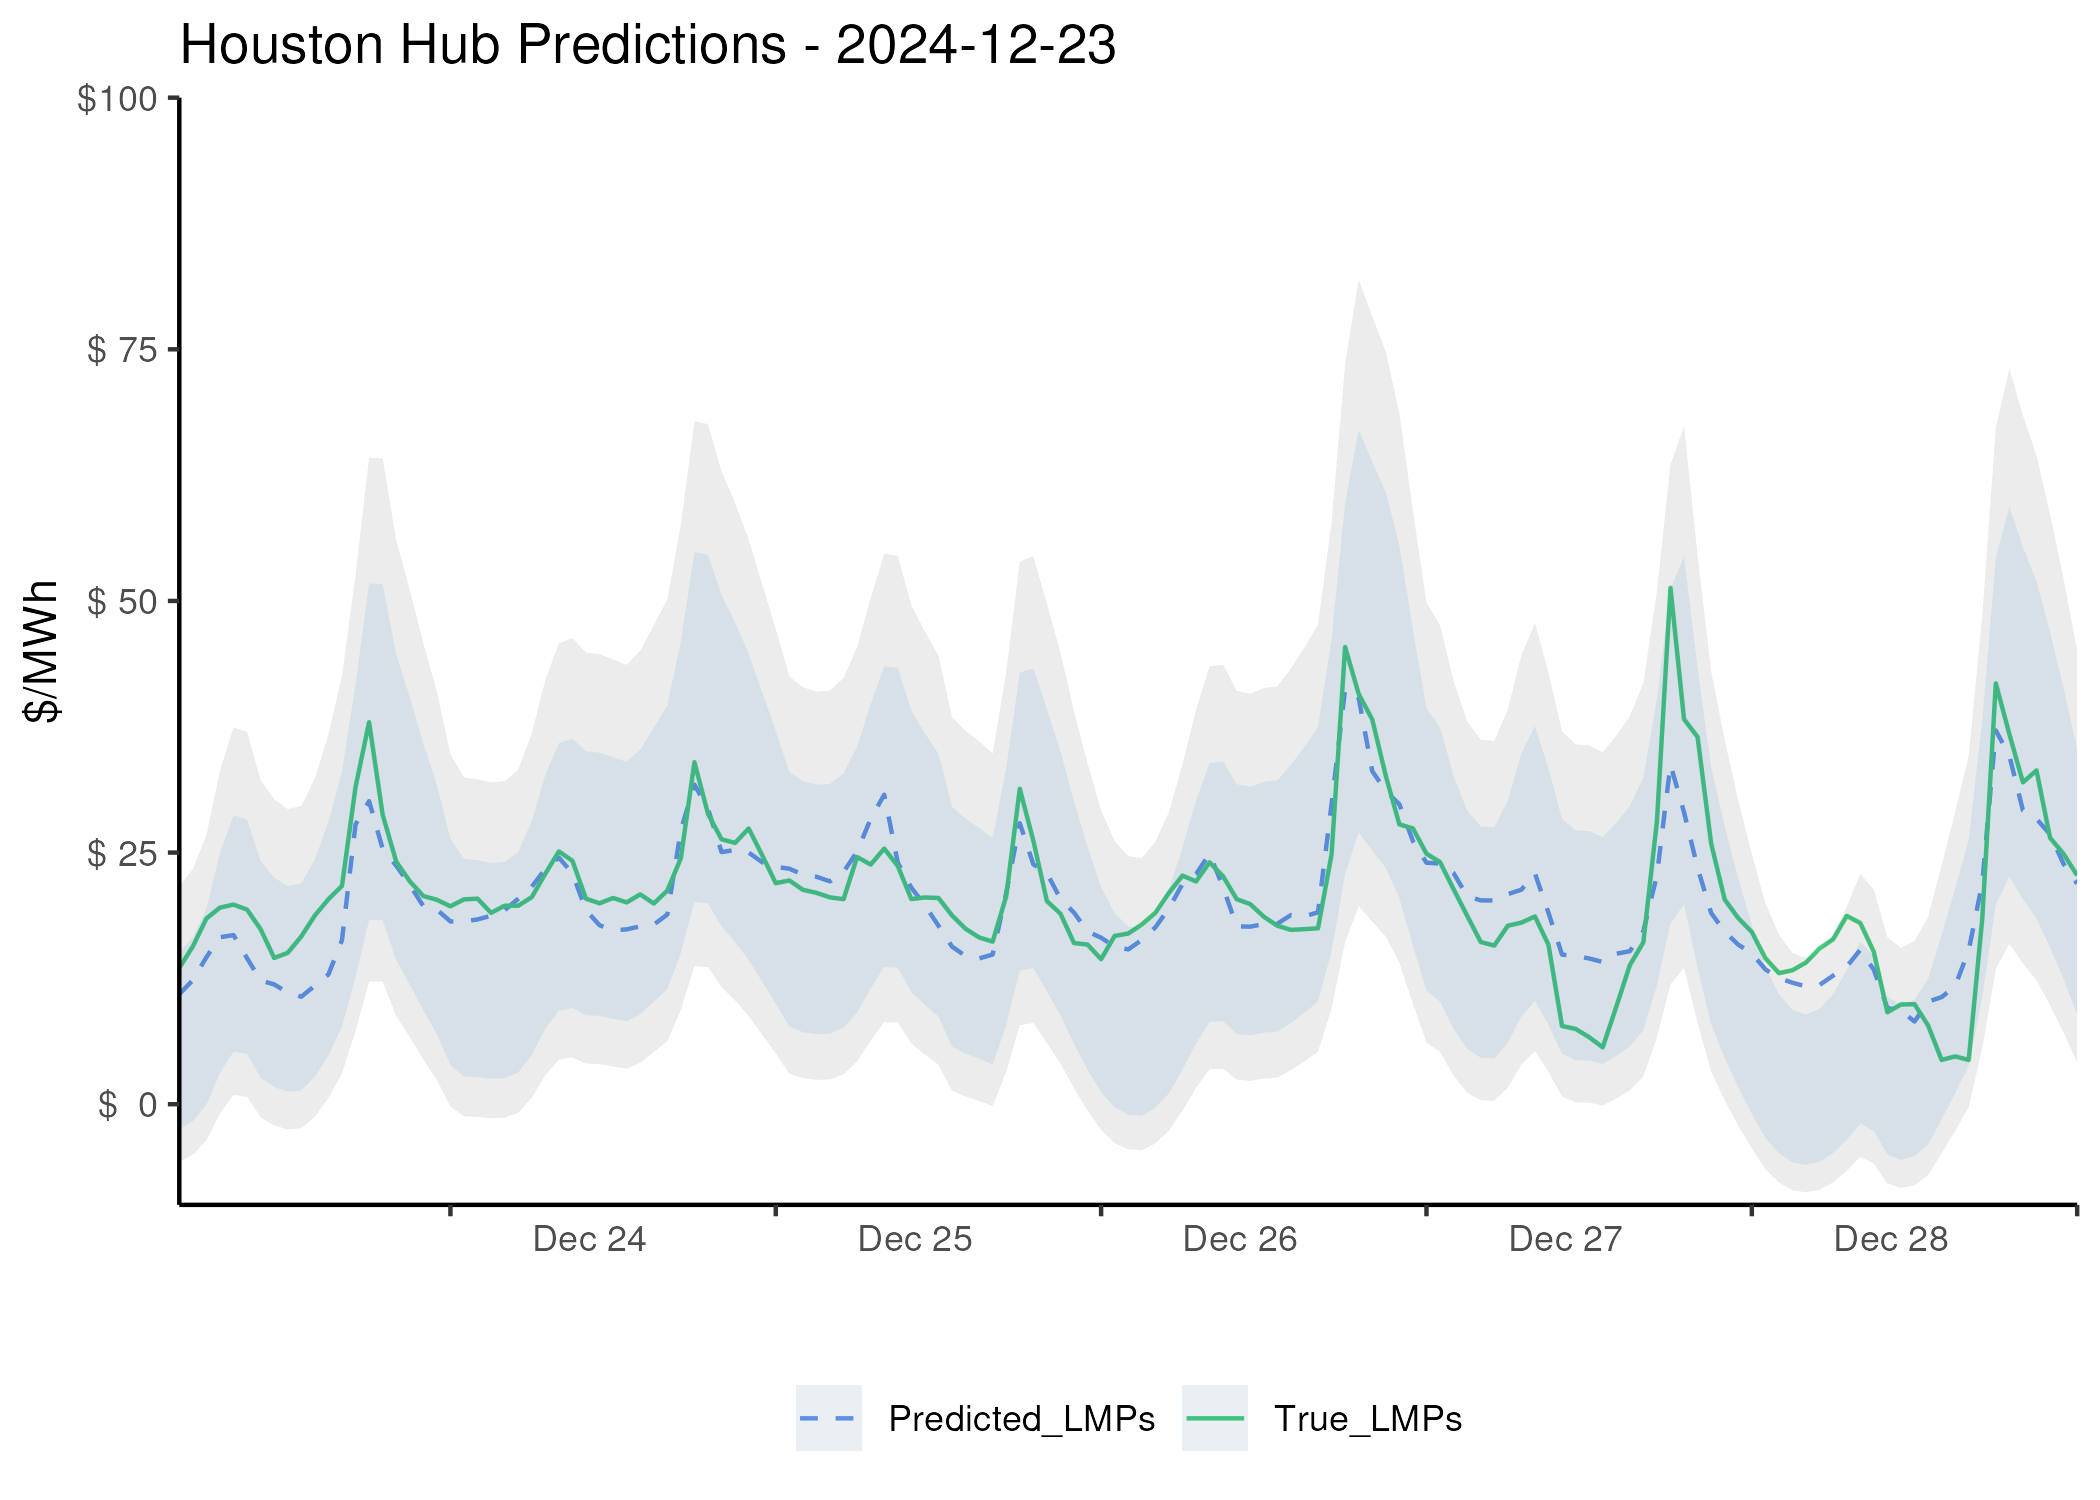 Houston Hub Predictions - 2024-12-23
$100
$ 75
$ 50
$ 25
$ 0
$/MWh
Dec 24 Dec 25 Dec 26 Dec 27 Dec 28
Predicted_LMPs True_LMPs